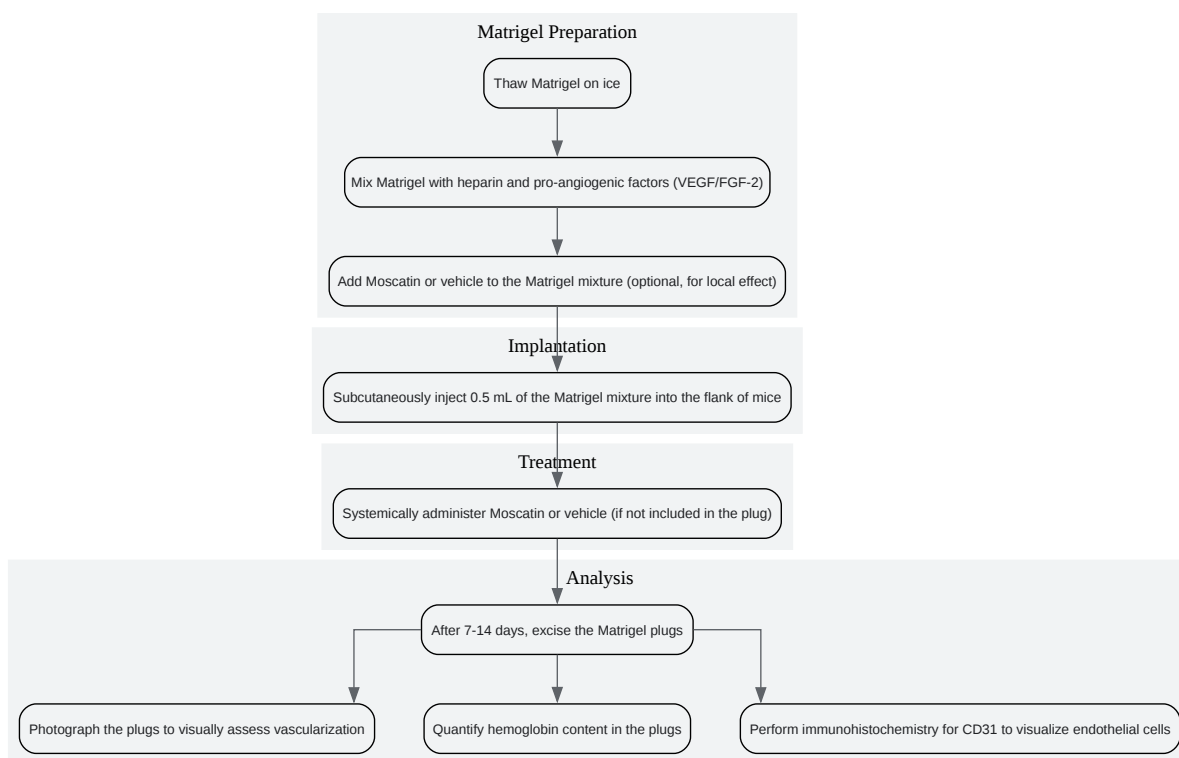 Matrigel Preparation
Thaw Matrigel on ice
Mix Matrigel with heparin and pro-angiogenic factors (VEGF/FGF-2)
Add Moscatin or vehicle to the Matrigel mixture (optional, for local effect)
Implantation
Subcutaneously inject 0.5 mL of the Matrigel mixture into the flank of mice
Treatment
Systemically administer Moscatin or vehicle (if not included in the plug)
Analysis
After 7-14 days, excise the Matrigel plugs
Photograph the plugs to visually assess vascularization
Quantify hemoglobin content in the plugs
Perform immunohistochemistry for CD31 to visualize endothelial cells